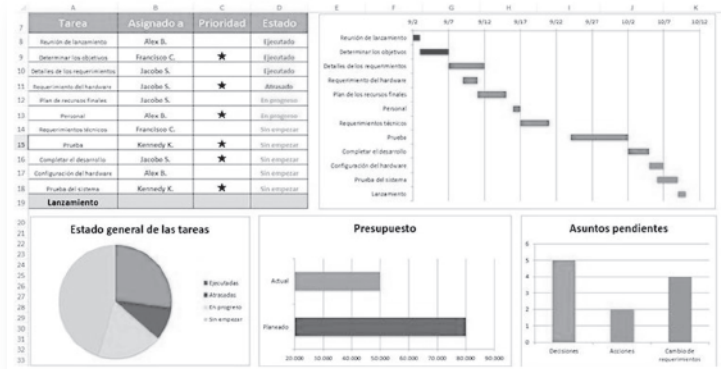 A B C D E F G H I J K
7 Tarea Asignado a Prioridad Estado
8 Reunión de lanzamiento Alex B. Ejecutado
9 Determinar los objetivos Francisco C. ★ Ejecutado
10 Detalles de los requerimientos Jacobo S. Ejecutado
11 Requerimiento del hardware Jacobo S. ★ Atrasado
12 Plan de recursos finales Jacobo S. En progreso
13 Personal Alex B. ★ En progreso
14 Requerimientos técnicos Francisco C. Sin empezar
15 Prueba Kennedy K. ★ Sin empezar
16 Completar el desarrollo Jacobo S. ★ Sin empezar
17 Configuración del hardware Alex B. Sin empezar
18 Prueba del sistema Kennedy K. ★ Sin empezar
19 Lanzamiento
9/2 9/7 9/12 9/17 9/22 9/27 10/2 10/7 10/12
Reunión de lanzamiento
Determinar los objetivos
Detalles de los requerimientos
Requerimiento del hardware
Plan de los recursos finales
Personal
Requerimientos técnicos
Prueba
Completar el desarrollo
Configuración del hardware
Prueba del sistema
Lanzamiento
20
21
22
23
24
25
26
27
28
29
30
31
32
33
Estado general de las tareas
Ejecutadas
Atrasadas
En progreso
Sin empezar
Presupuesto
Actual
Planeado
20.000 30.000 40.000 50.000 60.000 70.000 80.000 90.000
Asuntos pendientes
6
5
4
3
2
1
0
Decisiones Acciones Cambio de
requerimientos